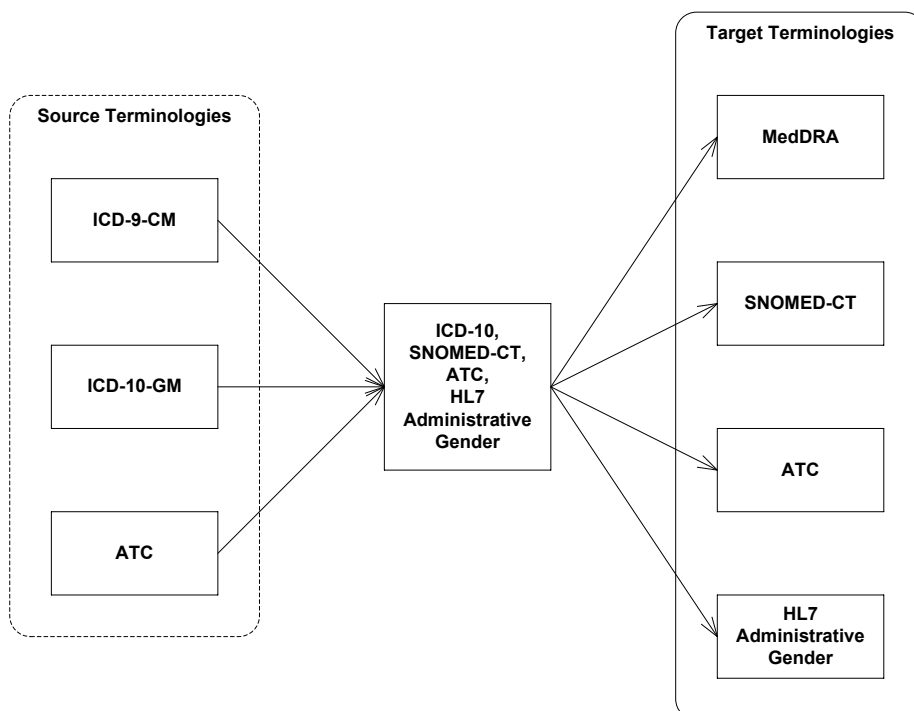 Source Terminologies
ICD-9-CM
ICD-10-GM
ATC
ICD-10,
SNOMED-CT,
ATC,
HL7
Administrative
Gender
Target Terminologies
MedDRA
SNOMED-CT
ATC
HL7
Administrative
Gender